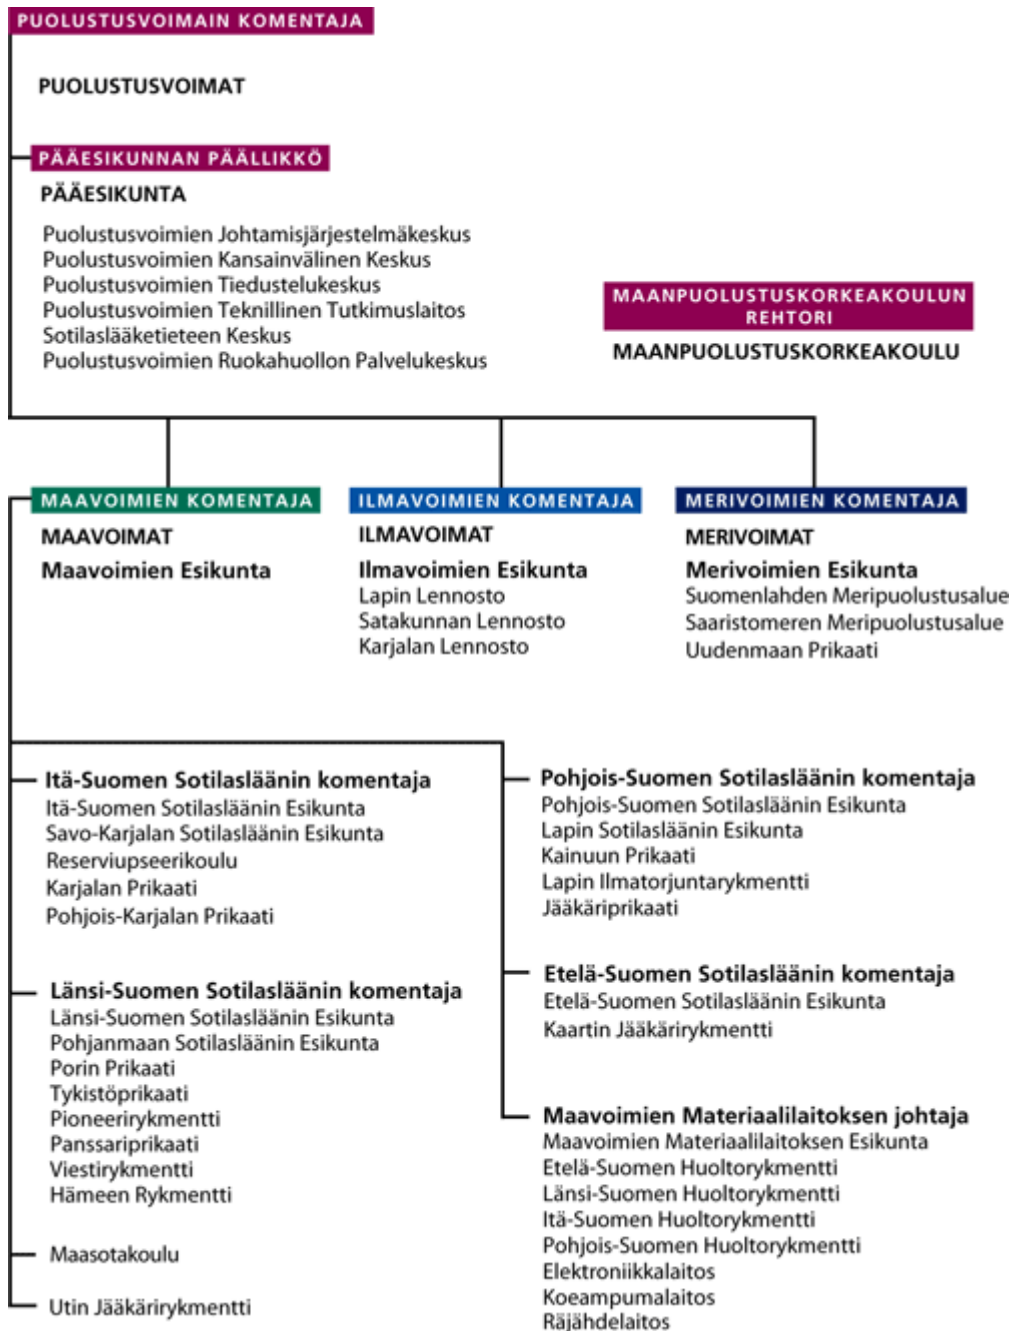 PUOLUSTUSVOIMAIN KOMENTAJA
PUOLUSTUSVOIMAT
PÄÄESIKUNNAN PÄÄLLIKKÖ
PÄÄESIKUNTA
Puolustusvoimien Johtamisjärjestelmäkeskus
Puolustusvoimien Kansainvälinen Keskus
Puolustusvoimien Tiedustelukeskus
Puolustusvoimien Teknillinen Tutkimuslaitos
Sotilaslääketieteen Keskus
Puolustusvoimien Ruokahuollon Palvelukeskus
MAANPUOLUSTUSKORKEAKOULUN
REHTORI
MAANPUOLUSTUSKORKEAKOULU
MAAVOIMIEN KOMENTAJA
MAAVOIMAT
Maavoimien Esikunta
ILMAVOIMIEN KOMENTAJA
ILMAVOIMAT
Ilmavoimien Esikunta
Lapin Lennosto
Satakunnan Lennosto
Karjalan Lennosto
MERIVOIMIEN KOMENTAJA
MERIVOIMAT
Merivoimien Esikunta
Suomenlahden Meripuolustusalue
Saaristomeren Meripuolustusalue
Uudenmaan Prikaati
Itä-Suomen Sotilasläänin komentaja
Itä-Suomen Sotilasläänin Esikunta
Savo-Karjalan Sotilasläänin Esikunta
Reserviupseerikoulu
Karjalan Prikaati
Pohjois-Karjalan Prikaati
Länsi-Suomen Sotilasläänin komentaja
Länsi-Suomen Sotilasläänin Esikunta
Pohjanmaan Sotilasläänin Esikunta
Porin Prikaati
Tykistöprikaati
Pioneerirykmentti
Panssariprikaati
Viestirykmentti
Hämeen Rykmentti
Maasotakoulu
Utin Jääkärirykmentti
Pohjois-Suomen Sotilasläänin komentaja
Pohjois-Suomen Sotilasläänin Esikunta
Lapin Sotilasläänin Esikunta
Kainuun Prikaati
Lapin Ilmatorjuntarykmentti
Jääkäriprikaati
Etelä-Suomen Sotilasläänin komentaja
Etelä-Suomen Sotilasläänin Esikunta
Kaartin Jääkärirykmentti
Maavoimien Materiaalilaitoksen johtaja
Maavoimien Materiaalilaitoksen Esikunta
Etelä-Suomen Huoltorykmentti
Länsi-Suomen Huoltorykmentti
Itä-Suomen Huoltorykmentti
Pohjois-Suomen Huoltorykmentti
Elektroniikkalaitos
Koeampumalaitos
Räjähdelaitos